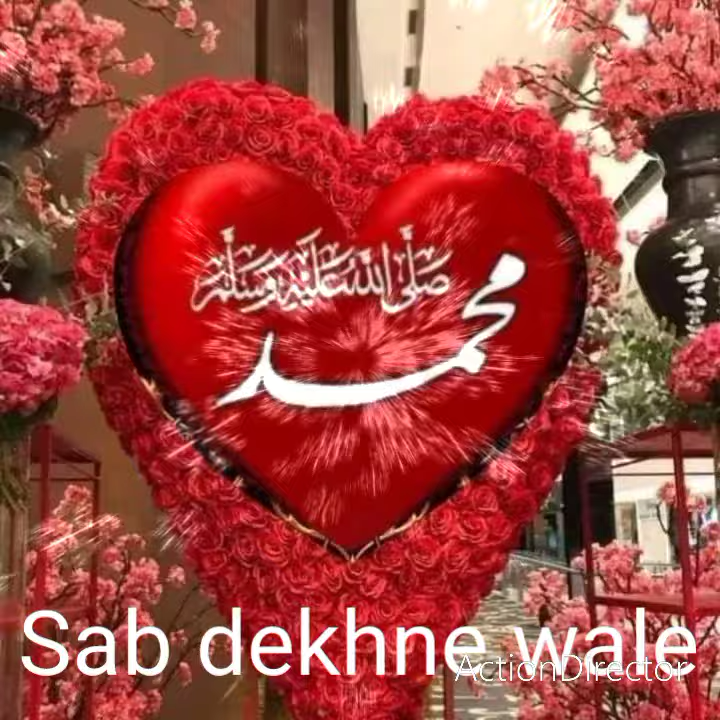 صلى الله عليه وسلم
محمد
Sab dekhne wale
ActionDirector